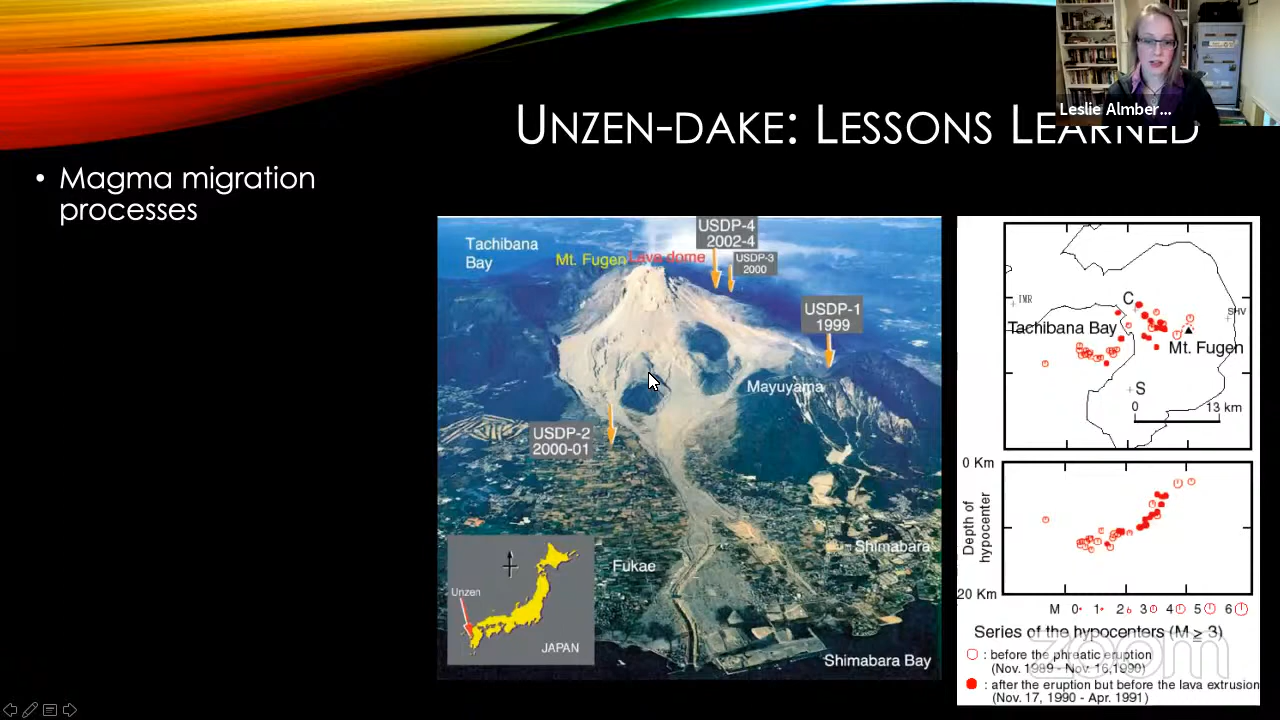 Leslie Almber...
UNZEN-DAKE: LESSONS LEARNED
• Magma migration
processes
USDP-4
2002-4
Tachibana
Bay
Mt. Fugen
Lava dome
USDP-3
2000
USDP-1
1999
Mayuyama
USDP-2
2000-01
Shimabara
Fukae
Unzen
JAPAN
Shimabara Bay
C
IMR
SHV
Tachibana Bay
Mt. Fugen
S
0 13 km
0 Km
Depth of
hypocenter
20 Km
M 0 1 2 3 4 5 6
Series of the hypocenters (M ≥ 3)
: before the phreatic eruption
(Nov. 1989 - Nov. 16,1990)
: after the eruption but before the lava extrusion
(Nov. 17, 1990 - Apr. 1991)
zoom